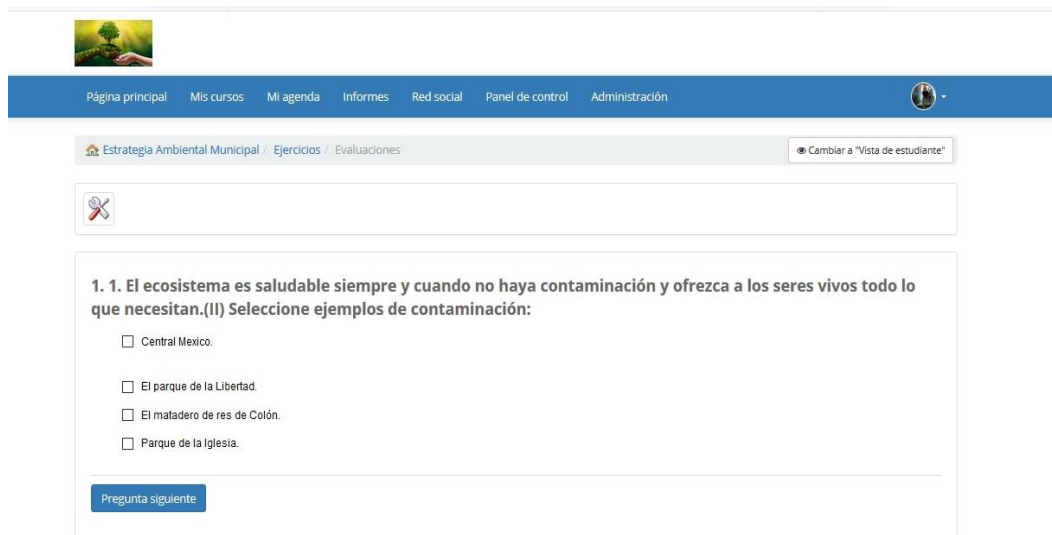 Página principal Mis cursos Mi agenda Informes Red social Panel de control Administración
Estrategia Ambiental Municipal / Ejercicios / Evaluaciones
Cambiar a "Vista de estudiante"
1. 1. El ecosistema es saludable siempre y cuando no haya contaminación y ofrezca a los seres vivos todo lo
que necesitan.(II) Seleccione ejemplos de contaminación:
Central Mexico.
El parque de la Libertad.
El matadero de res de Colón.
Parque de la Iglesia.
Pregunta siguiente